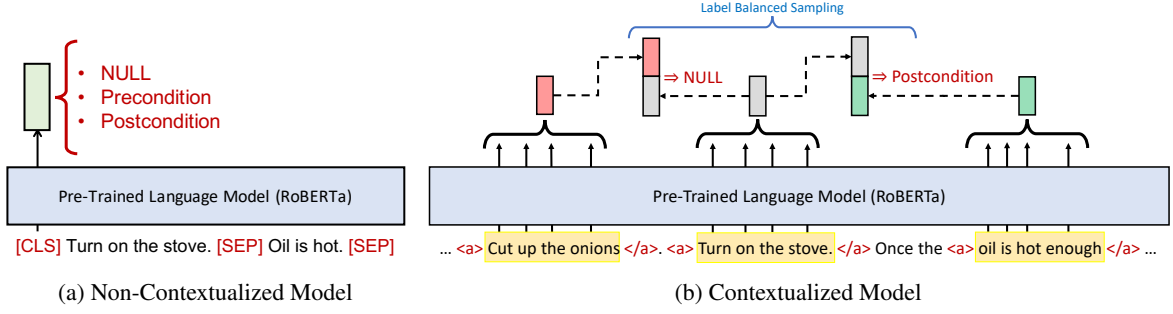 • NULL
• Precondition
• Postcondition
Pre-Trained Language Model (RoBERTa)
[CLS] Turn on the stove. [SEP] Oil is hot. [SEP]
(a) Non-Contextualized Model
Label Balanced Sampling
⇒ NULL
⇒ Postcondition
Pre-Trained Language Model (RoBERTa)
... <a> Cut up the onions </a>. <a> Turn on the stove. </a> Once the <a> oil is hot enough </a> ...
(b) Contextualized Model